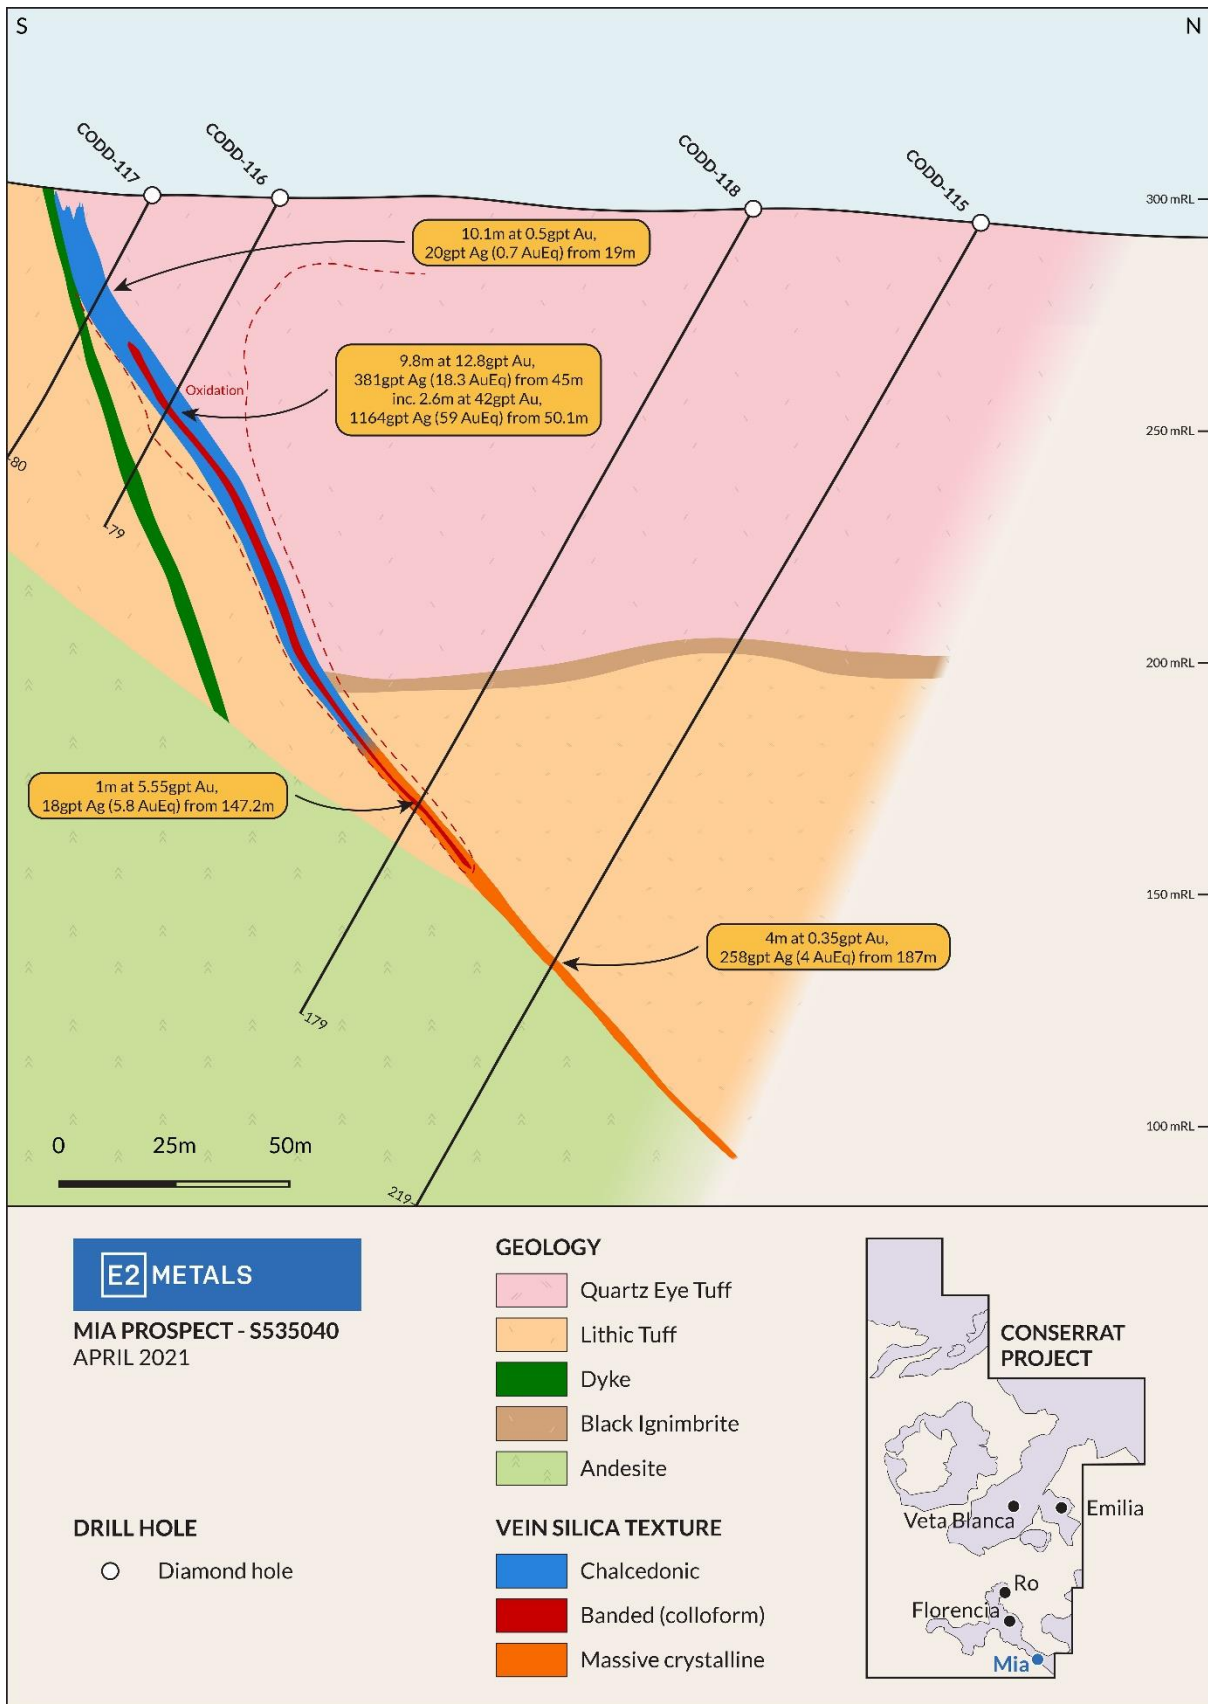 S
N
CODD-117
CODD-116
CODD-118
CODD-115
300 mRL
10.1m at 0.5gpt Au,
20gpt Ag (0.7 AuEq) from 19m
9.8m at 12.8gpt Au,
381gpt Ag (18.3 AuEq) from 45m
inc. 2.6m at 42gpt Au,
1164gpt Ag (59 AuEq) from 50.1m
Oxidation
250 mRL
80
79
200 mRL
1m at 5.55gpt Au,
18gpt Ag (5.8 AuEq) from 147.2m
150 mRL
4m at 0.35gpt Au,
258gpt Ag (4 AuEq) from 187m
179
100 mRL
0 25m 50m
219
E2 METALS
MIA PROSPECT - S535040
APRIL 2021
DRILL HOLE
Diamond hole
GEOLOGY
Quartz Eye Tuff
Lithic Tuff
Dyke
Black Ignimbrite
Andesite
VEIN SILICA TEXTURE
Chalcedonic
Banded (colloform)
Massive crystalline
CONSERRAT
PROJECT
Veta Blanca
Emilia
Ro
Florencia
Mia